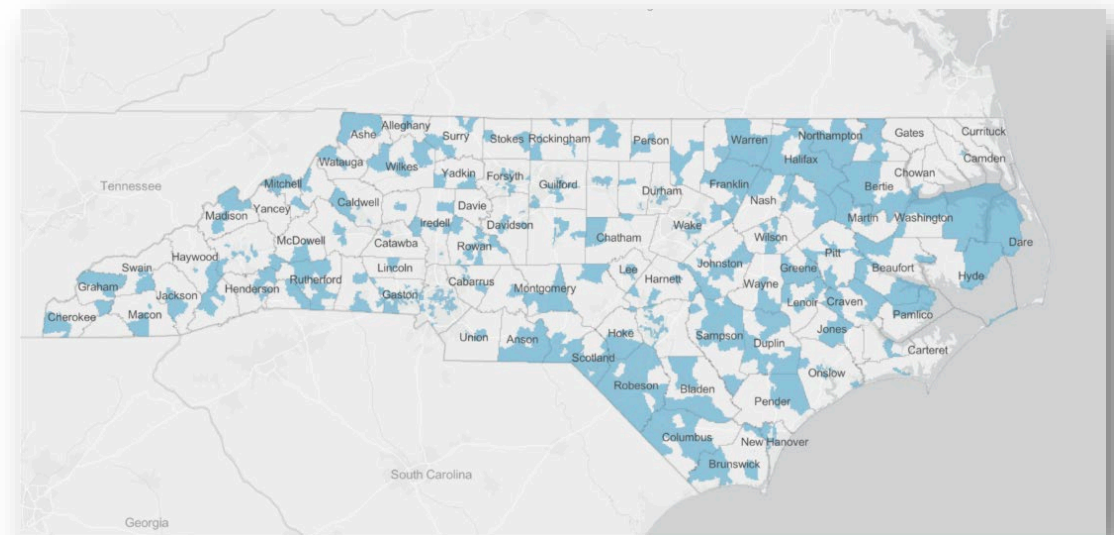 Ashe
Alleghany
Surry
Stokes
Rockingham
Person
Warren
Northampton
Gates
Currituck
Camden
Chowan
Halifax
Bertie
Watauga
Wilkes
Yadkin
Forsyth
Guilford
Durham
Franklin
Nash
Martin
Washington
Dare
Tennessee
Mitchell
Madison
Yancey
Caldwell
Iredell
Davie
Davidson
Chatham
Wake
Wilson
Pitt
McDowell
Catawba
Rowan
Johnston
Greene
Beaufort
Hyde
Swain
Haywood
Rutherford
Lincoln
Cabarrus
Lee
Harnett
Wayne
Graham
Jackson
Henderson
Gaston
Montgomery
Lenoir
Craven
Pamlico
Cherokee
Macon
Union
Anson
Hoke
Sampson
Duplin
Jones
Carteret
Scotland
Robeson
Bladen
Onslow
Pender
Columbus
New Hanover
Brunswick
South Carolina
Georgia